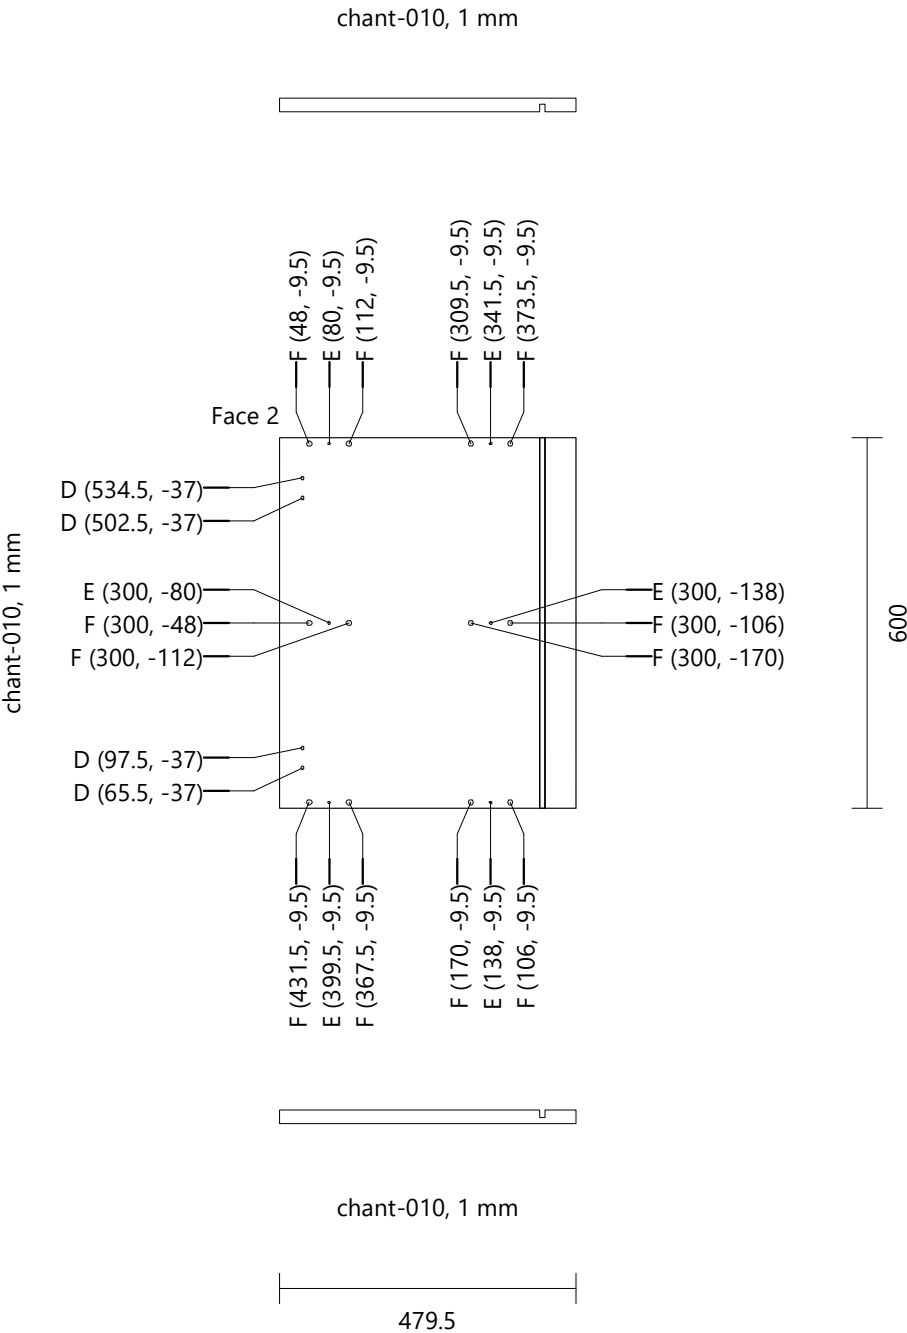 chant-010, 1 mm
F (48, -9.5)
E (80, -9.5)
F (112, -9.5)
F (309.5, -9.5)
E (341.5, -9.5)
F (373.5, -9.5)
Face 2
D (534.5, -37)
D (502.5, -37)
chant-010, 1 mm
E (300, -80)
F (300, -48)
F (300, -112)
E (300, -138)
F (300, -106)
F (300, -170)
600
D (97.5, -37)
D (65.5, -37)
F (431.5, -9.5)
E (399.5, -9.5)
F (367.5, -9.5)
F (170, -9.5)
E (138, -9.5)
F (106, -9.5)
chant-010, 1 mm
479.5